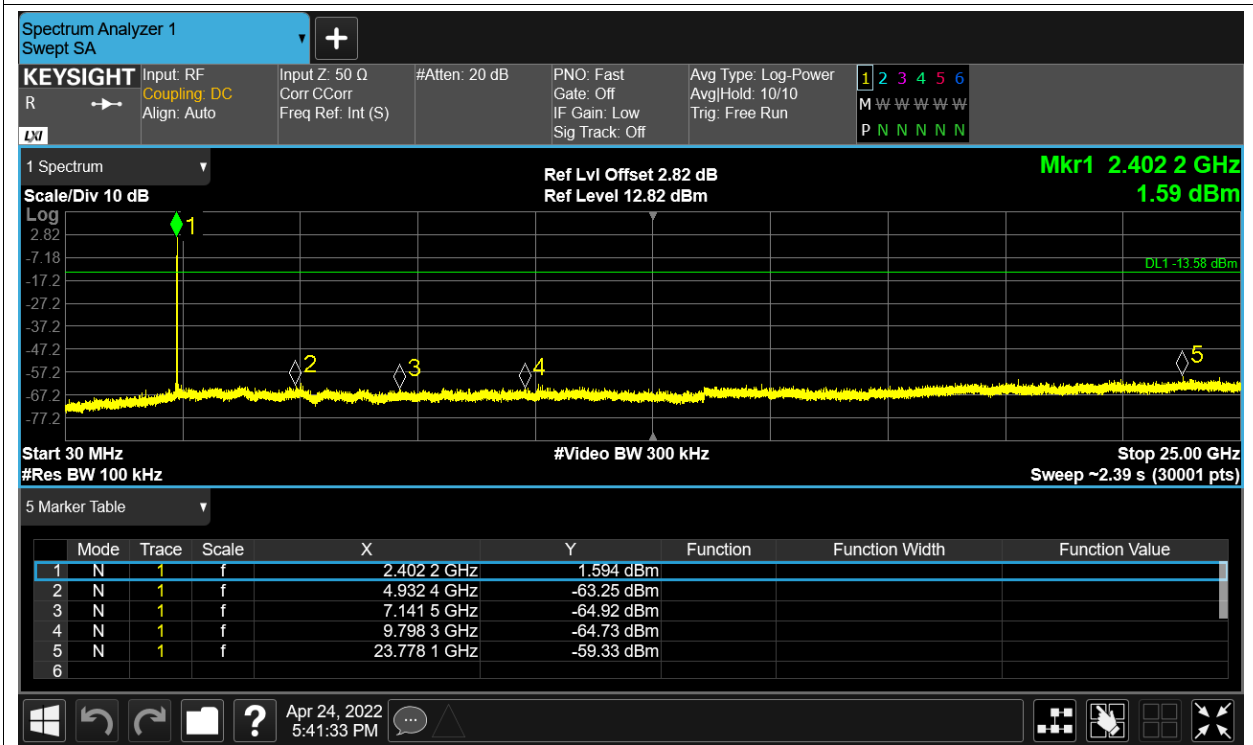 Spectrum Analyzer 1
Swept SA
KEYSIGHT
R
LXI
Input: RF
Coupling: DC
Align: Auto
Input Z: 50 Ω
Corr CCorr
Freq Ref: Int (S)
#Atten: 20 dB
PNO: Fast
Gate: Off
IF Gain: Low
Sig Track: Off
Avg Type: Log-Power
Avg|Hold: 10/10
Trig: Free Run
1 2 3 4 5 6
M W W W W W
P N N N N N
1 Spectrum
Scale/Div 10 dB
Ref Lvl Offset 2.82 dB
Ref Level 12.82 dBm
Mkr1 2.402 2 GHz
1.59 dBm
Log
2.82
-7.18
-17.2
-27.2
-37.2
-47.2
-57.2
-67.2
-77.2
1
2
3
4
5
DL1 -13.58 dBm
Start 30 MHz
#Video BW 300 kHz
Stop 25.00 GHz
#Res BW 100 kHz
Sweep ~2.39 s (30001 pts)
5 Marker Table
Mode Trace Scale X Y Function Function Width Function Value
1 N 1 f 2.402 2 GHz 1.594 dBm
2 N 1 f 4.932 4 GHz -63.25 dBm
3 N 1 f 7.141 5 GHz -64.92 dBm
4 N 1 f 9.798 3 GHz -64.73 dBm
5 N 1 f 23.778 1 GHz -59.33 dBm
6
?
Apr 24, 2022
5:41:33 PM